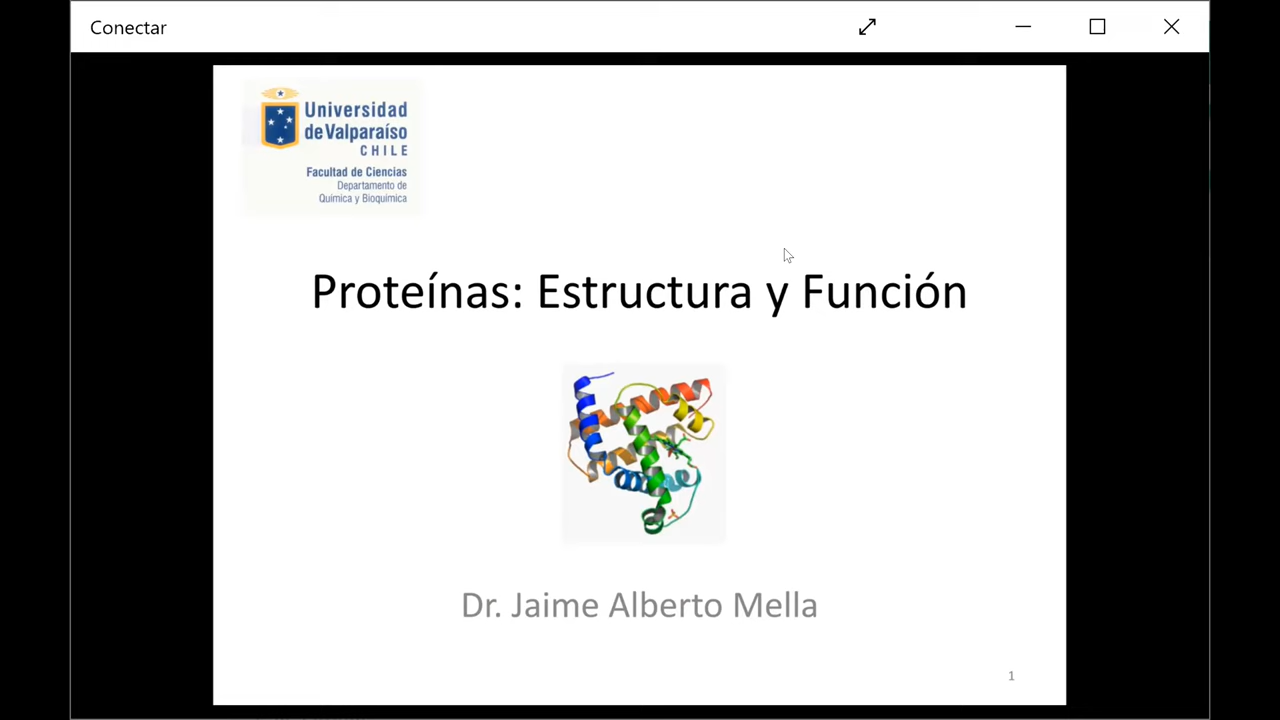 Conectar
Universidad
de Valparaíso
CHILE
Facultad de Ciencias
Departamento de
Química y Bioquímica
Proteínas: Estructura y Función
Dr. Jaime Alberto Mella
1